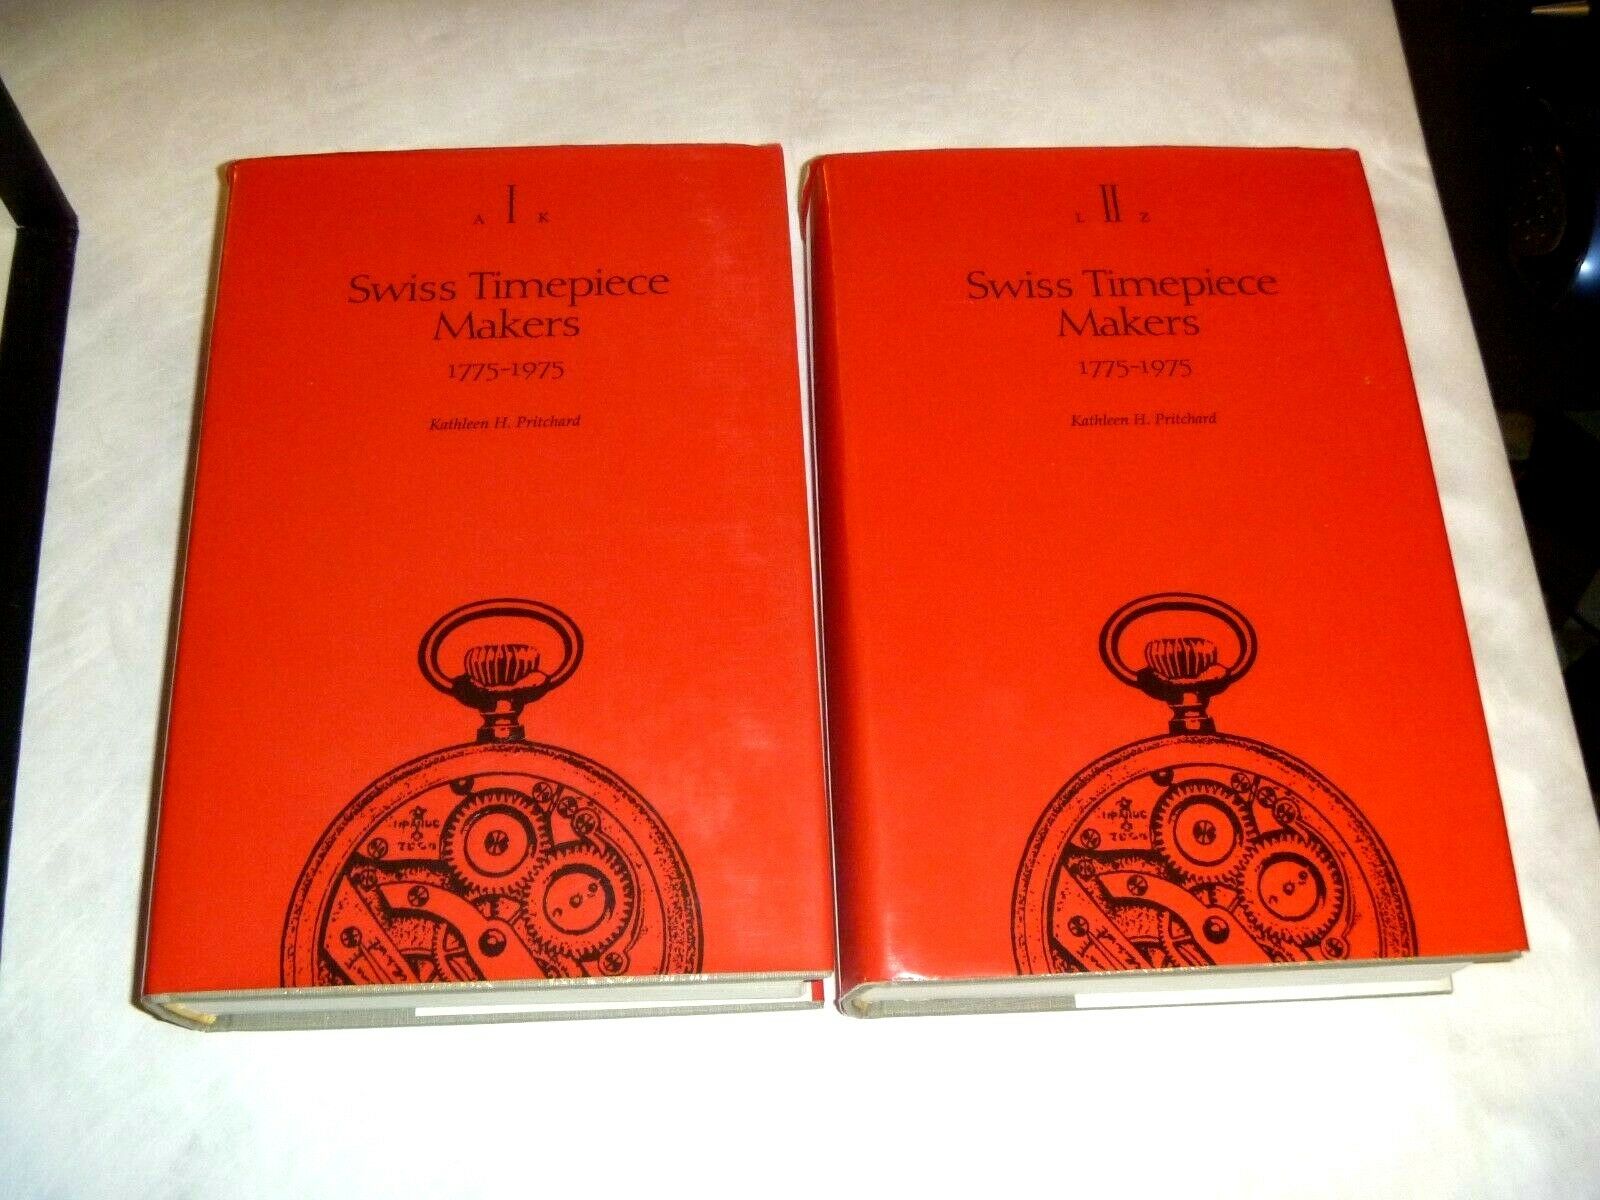 A I K
Swiss Timepiece
Makers
1775-1975
Kathleen H. Pritchard
L II Z
Swiss Timepiece
Makers
1775-1975
Kathleen H. Pritchard